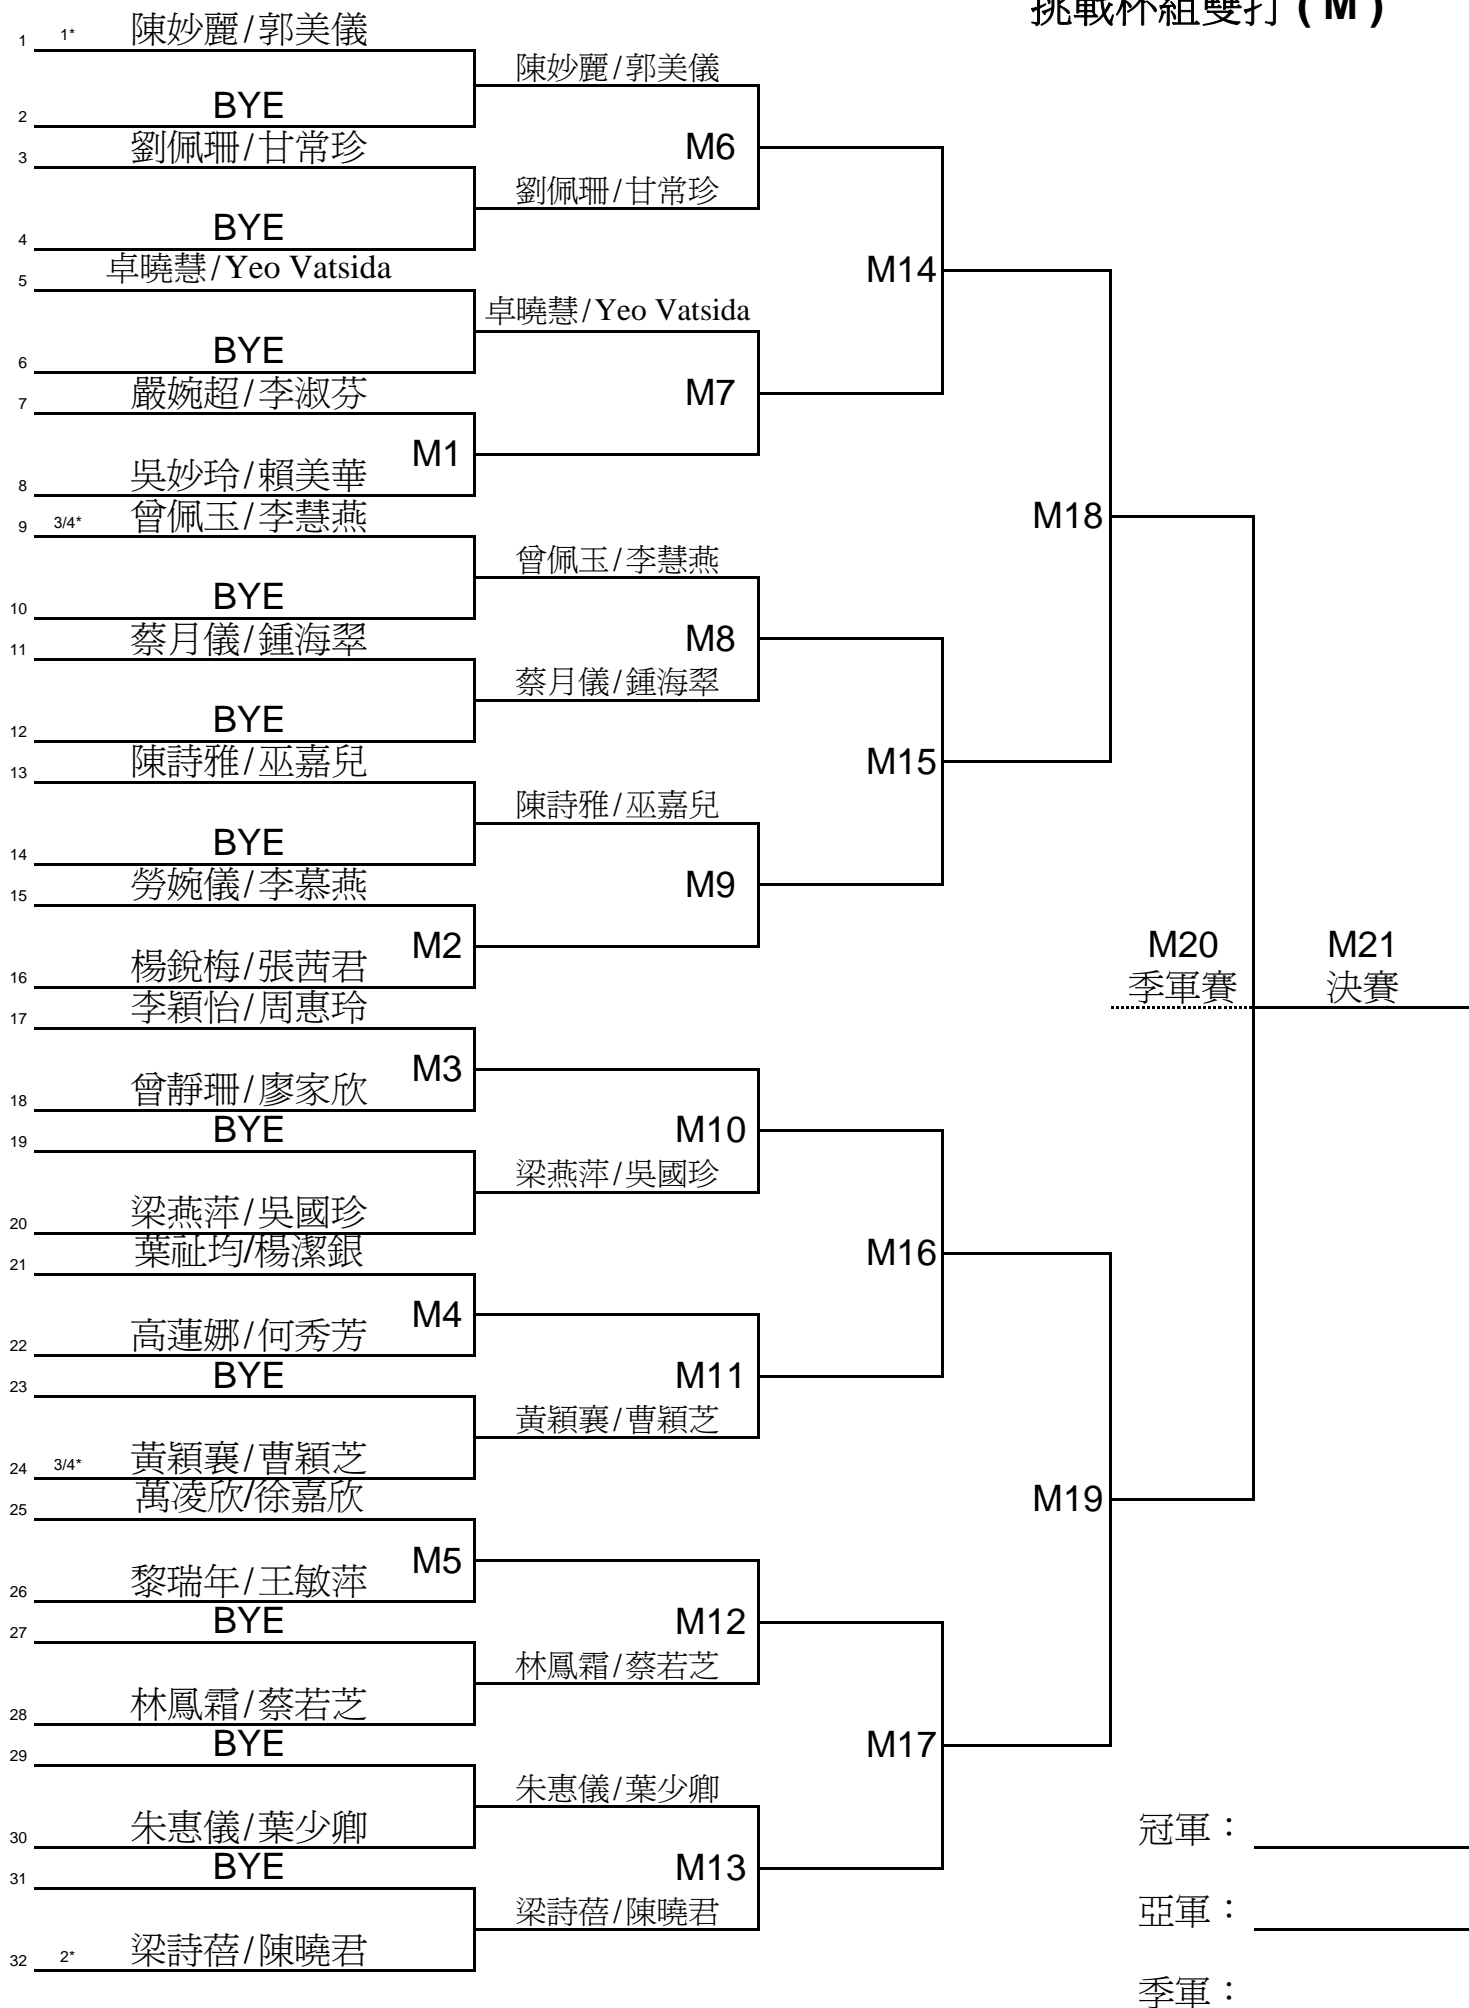 挑戰杯組雙打 ( M )
1 1* 陳妙麗/郭美儀
陳妙麗/郭美儀
2 BYE
3 劉佩珊/甘常珍
M6
劉佩珊/甘常珍
4 BYE
5 卓曉慧/Yeo Vatsida
M14
卓曉慧/Yeo Vatsida
6 BYE
7 嚴婉超/李淑芬
M7
M1
8 吳妙玲/賴美華
9 3/4* 曾佩玉/李慧燕
M18
曾佩玉/李慧燕
10 BYE
11 蔡月儀/鍾海翠
M8
蔡月儀/鍾海翠
12 BYE
13 陳詩雅/巫嘉兒
M15
陳詩雅/巫嘉兒
14 BYE
15 勞婉儀/李慕燕
M9
M2
M20 M21
16 楊銳梅/張茜君
季軍賽 決賽
17 李穎怡/周惠玲
M3
18 曾靜珊/廖家欣
19 BYE
M10
梁燕萍/吳國珍
20 梁燕萍/吳國珍
21 葉祉均/楊潔銀
M16
M4
22 高蓮娜/何秀芳
23 BYE
M11
黃穎襄/曹穎芝
24 3/4* 黃穎襄/曹穎芝
25 萬凌欣/徐嘉欣
M19
M5
26 黎瑞年/王敏萍
27 BYE
M12
林鳳霜/蔡若芝
28 林鳳霜/蔡若芝
29 BYE
M17
朱惠儀/葉少卿
30 朱惠儀/葉少卿
冠軍：
31 BYE
M13
梁詩蓓/陳曉君
亞軍：
32 2* 梁詩蓓/陳曉君
季軍：